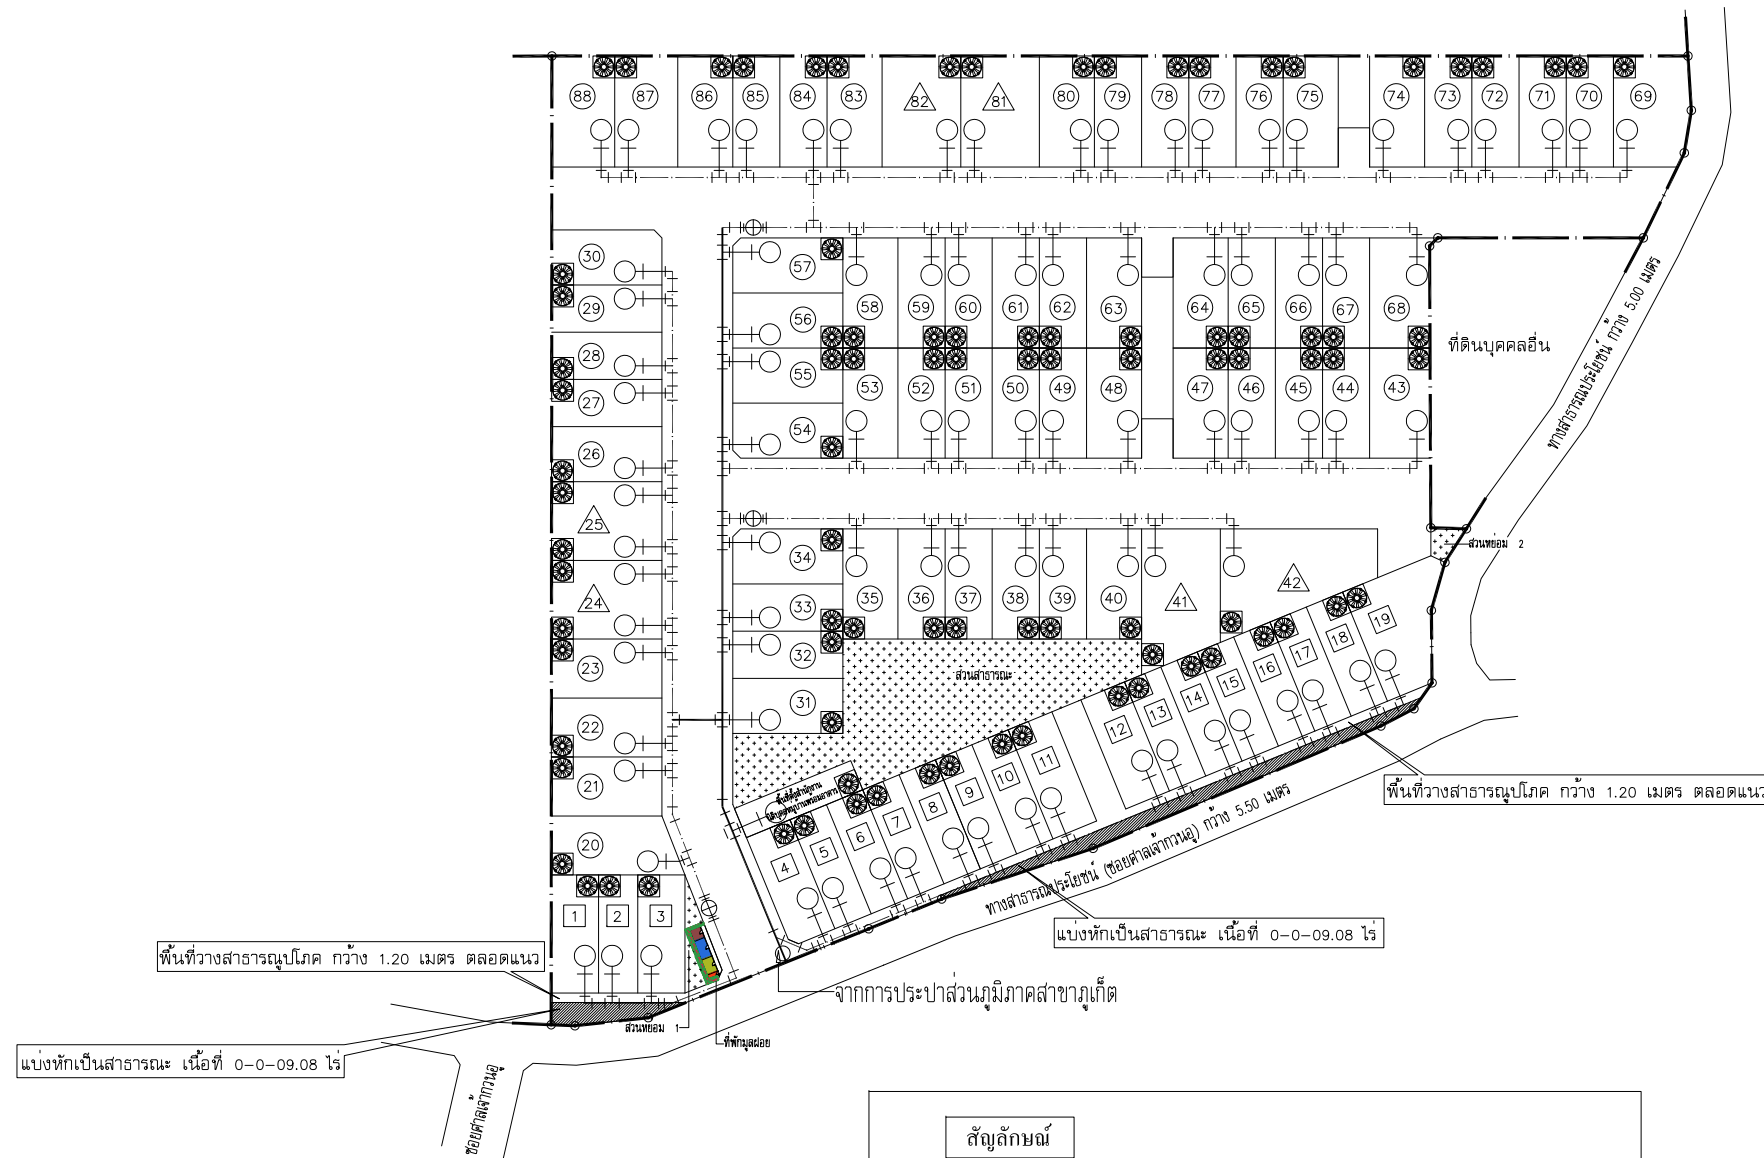 88 87 86 85 84 83 82 81 80 79 78 77 76 75 74 73 72 71 70 69
30
29
28
27
26
25
24
23
22
21
20
57
56
55
54
58 59 60 61 62 63 64 65 66 67 68
53 52 51 50 49 48 47 46 45 44 43
ที่ดินบุคคลอื่น
ทางสาธารณประโยชน์ กว้าง 5.00 เมตร
ส่วนหย่อม 2
34
33
32
31
35 36 37 38 39 40 41 42
สวนสาธารณะ
พื้นที่ตั้งสำนักงาน
4 5 6 7 8 9 10 11 12 13 14 15 16 17 18 19
1 2 3
พื้นที่วางสาธารณูปโภค กว้าง 1.20 เมตร ตลอดแนว
ทางสาธารณประโยชน์ (ซอยศาลเจ้ากวนอู) กว้าง 5.50 เมตร
แบ่งหักเป็นสาธารณะ เนื้อที่ 0-0-09.08 ไร่
พื้นที่วางสาธารณูปโภค กว้าง 1.20 เมตร ตลอดแนว
จากการประปาส่วนภูมิภาคสาขาภูเก็ต
ส่วนหย่อม 1
ที่พักมูลฝอย
แบ่งหักเป็นสาธารณะ เนื้อที่ 0-0-09.08 ไร่
ซอยศาลเจ้ากวนอู
สัญลักษณ์